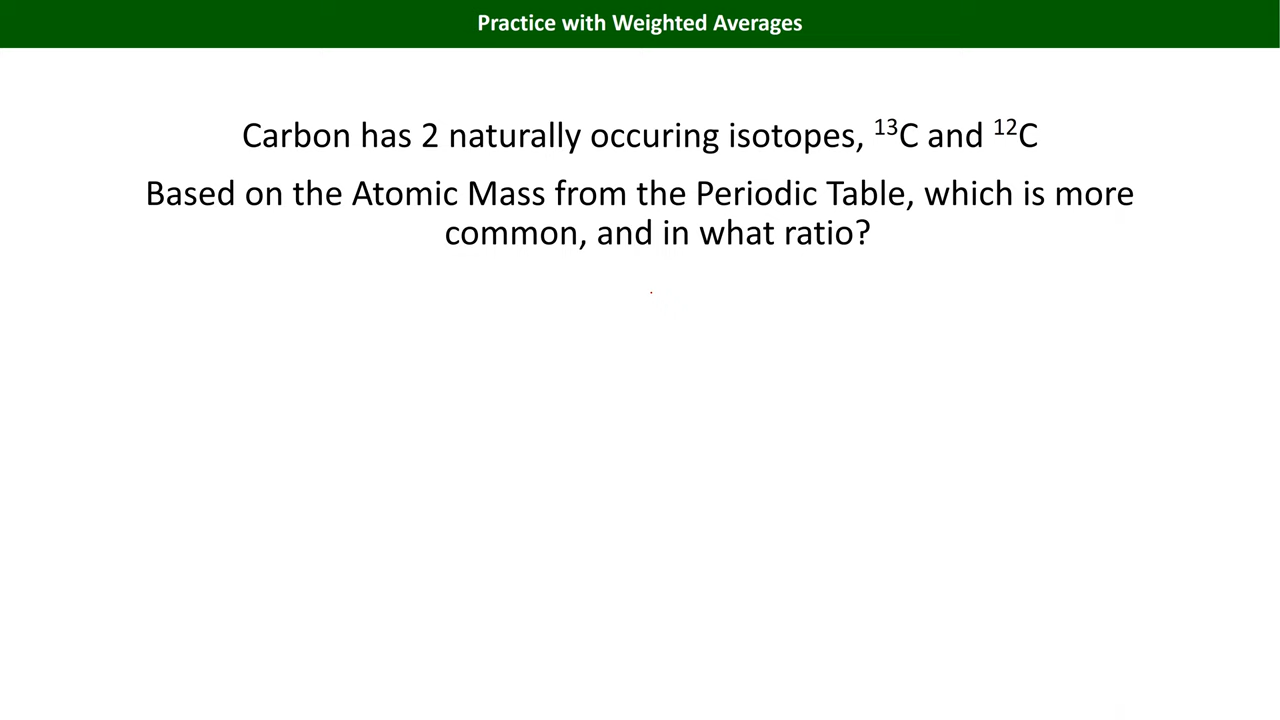 Practice with Weighted Averages
Carbon has 2 naturally occuring isotopes, ¹³C and ¹²C
Based on the Atomic Mass from the Periodic Table, which is more
common, and in what ratio?